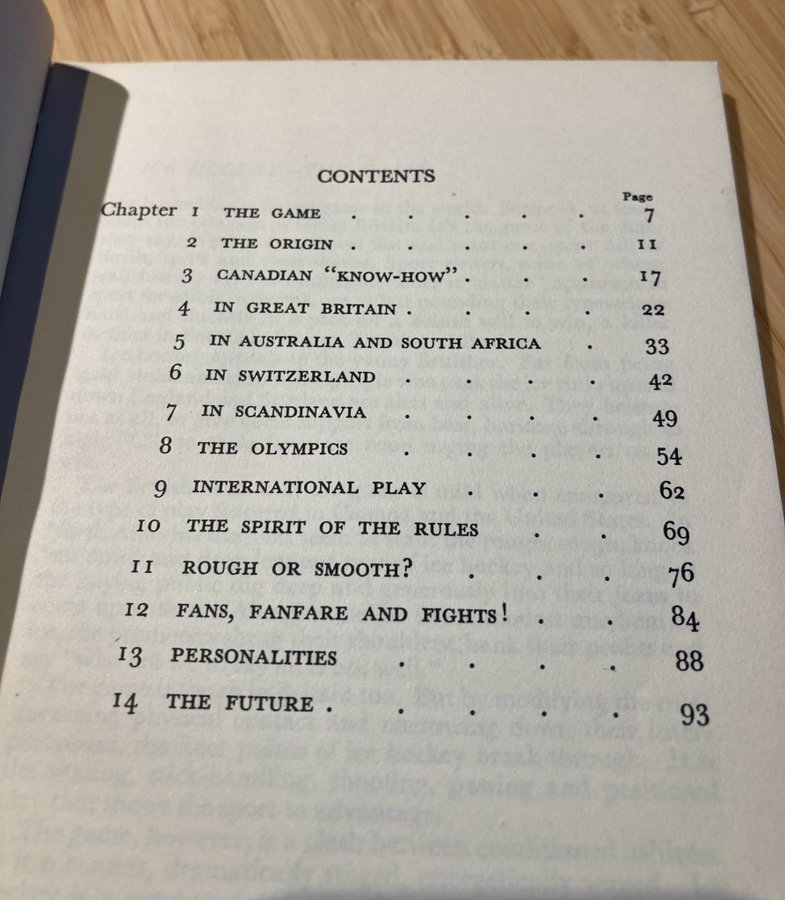 CONTENTS
Page
Chapter 1 THE GAME . . . . . 7
2 THE ORIGIN . . . . . 11
3 CANADIAN “KNOW-HOW” . . . . 17
4 IN GREAT BRITAIN . . . . 22
5 IN AUSTRALIA AND SOUTH AFRICA . 33
6 IN SWITZERLAND . . . . 42
7 IN SCANDINAVIA . . . . 49
8 THE OLYMPICS . . . . 54
9 INTERNATIONAL PLAY . . . 62
10 THE SPIRIT OF THE RULES . . 69
11 ROUGH OR SMOOTH? . . . 76
12 FANS, FANFARE AND FIGHTS! . . 84
13 PERSONALITIES . . . . 88
14 THE FUTURE . . . . . 93